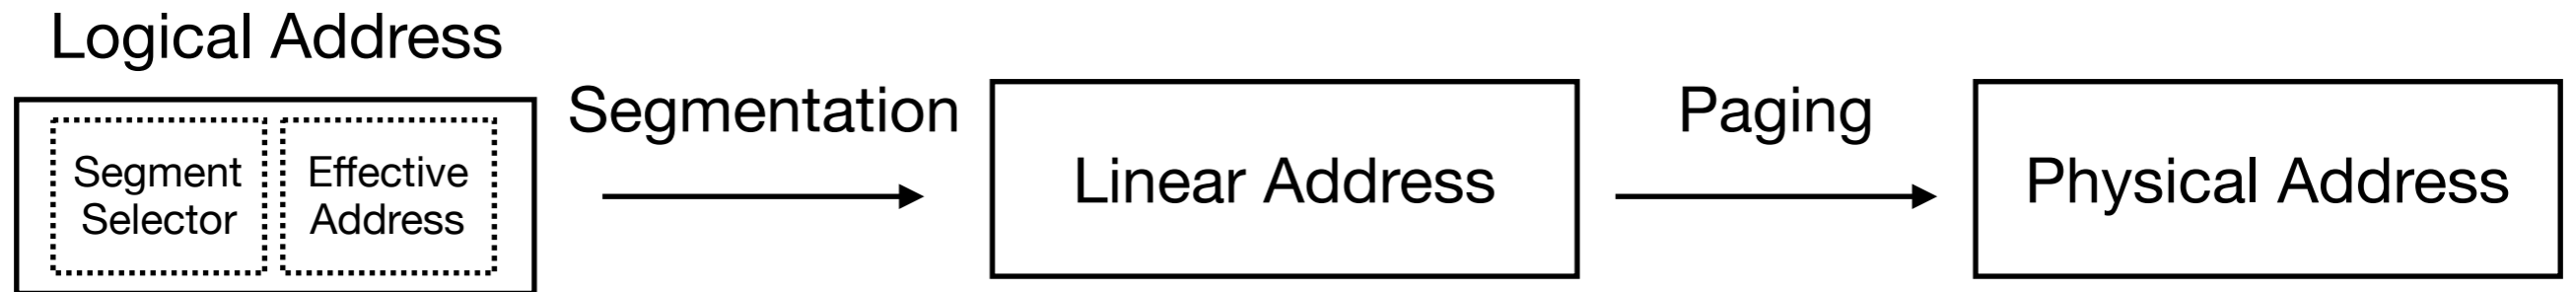 Logical Address
Segment
Selector
Effective
Address
Segmentation
Linear Address
Paging
Physical Address